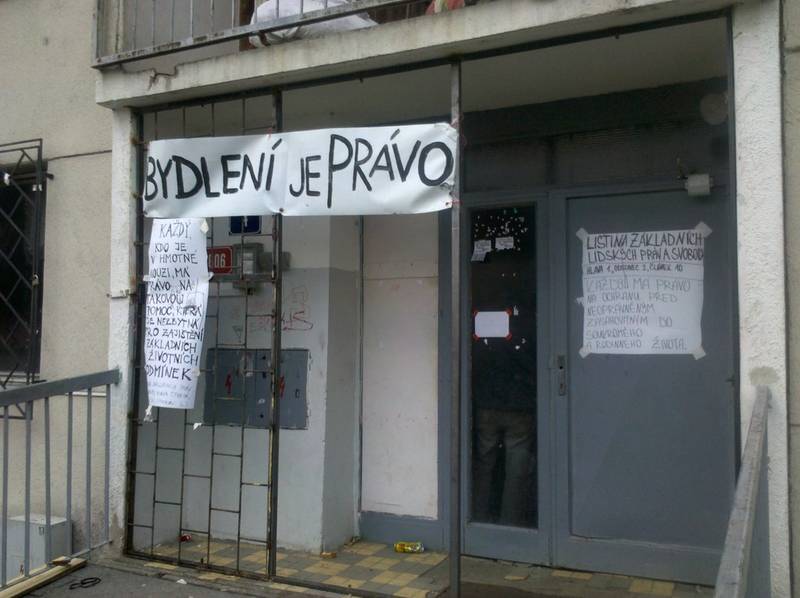 BYDLENÍ JE PRÁVO
KAŽDÝ,
KDO JE
V HMOTNÉ
NOUZI, MÁ
PRÁVO NA
TAKOVOU
POMOC, KTERÁ
JE NEZBYTNÁ
PRO ZAJIŠTĚNÍ
ZÁKLADNÍCH
ŽIVOTNÍCH
PODMÍNEK
06
LISTINA ZÁKLADNÍCH
LIDSKÝCH PRÁV A SVOBOD
HLAVA 1, ODDÍL 1, ČLÁNEK 10
KAŽDÝ MÁ PRÁVO
NA OCHRANU PŘED
NEOPRÁVNĚNÝM
ZASAHOVÁNÍM DO
SOUKROMÉHO
A RODINNÉHO ŽIVOTA.